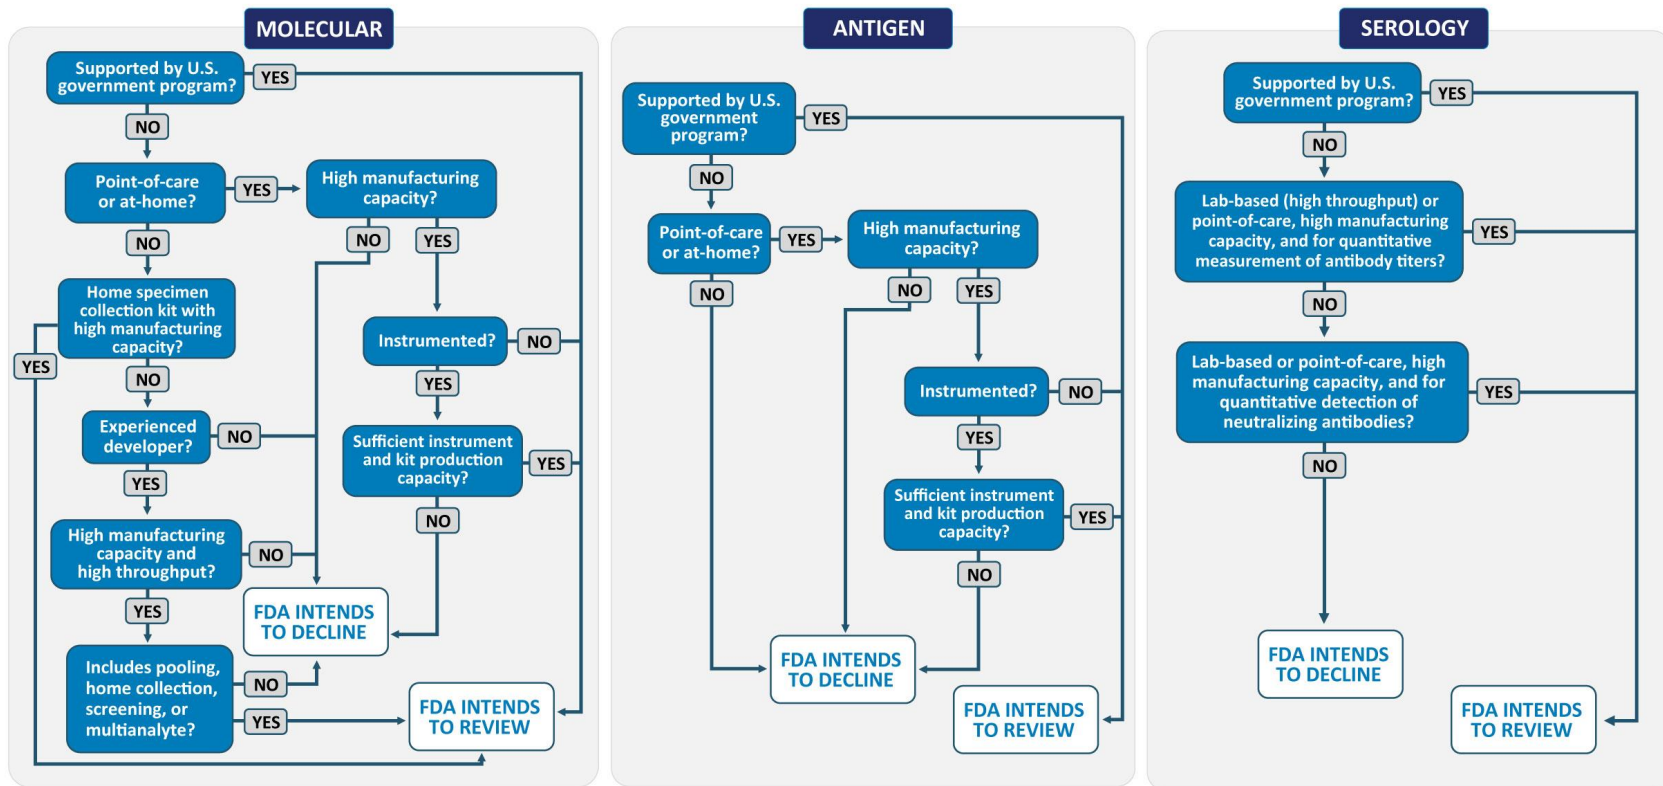 MOLECULAR
Supported by U.S.
government program?
YES
NO
Point-of-care
or at-home?
YES
High manufacturing
capacity?
NO
NO
YES
Home specimen
collection kit with
high manufacturing
capacity?
YES
NO
Instrumented?
NO
YES
Experienced
developer?
NO
YES
Sufficient instrument
and kit production
capacity?
YES
NO
High manufacturing
capacity and
high throughput?
NO
YES
FDA INTENDS
TO DECLINE
Includes pooling,
home collection,
screening, or
multianalyte?
NO
YES
FDA INTENDS
TO REVIEW
ANTIGEN
Supported by U.S.
government
program?
YES
NO
Point-of-care
or at-home?
YES
High manufacturing
capacity?
NO
NO
YES
Instrumented?
NO
YES
Sufficient instrument
and kit production
capacity?
YES
NO
FDA INTENDS
TO DECLINE
FDA INTENDS
TO REVIEW
SEROLOGY
Supported by U.S.
government program?
YES
NO
Lab-based (high throughput) or
point-of-care, high manufacturing
capacity, and for quantitative
measurement of antibody titers?
YES
NO
Lab-based or point-of-care, high
manufacturing capacity, and for
quantitative detection of
neutralizing antibodies?
YES
NO
FDA INTENDS
TO DECLINE
FDA INTENDS
TO REVIEW